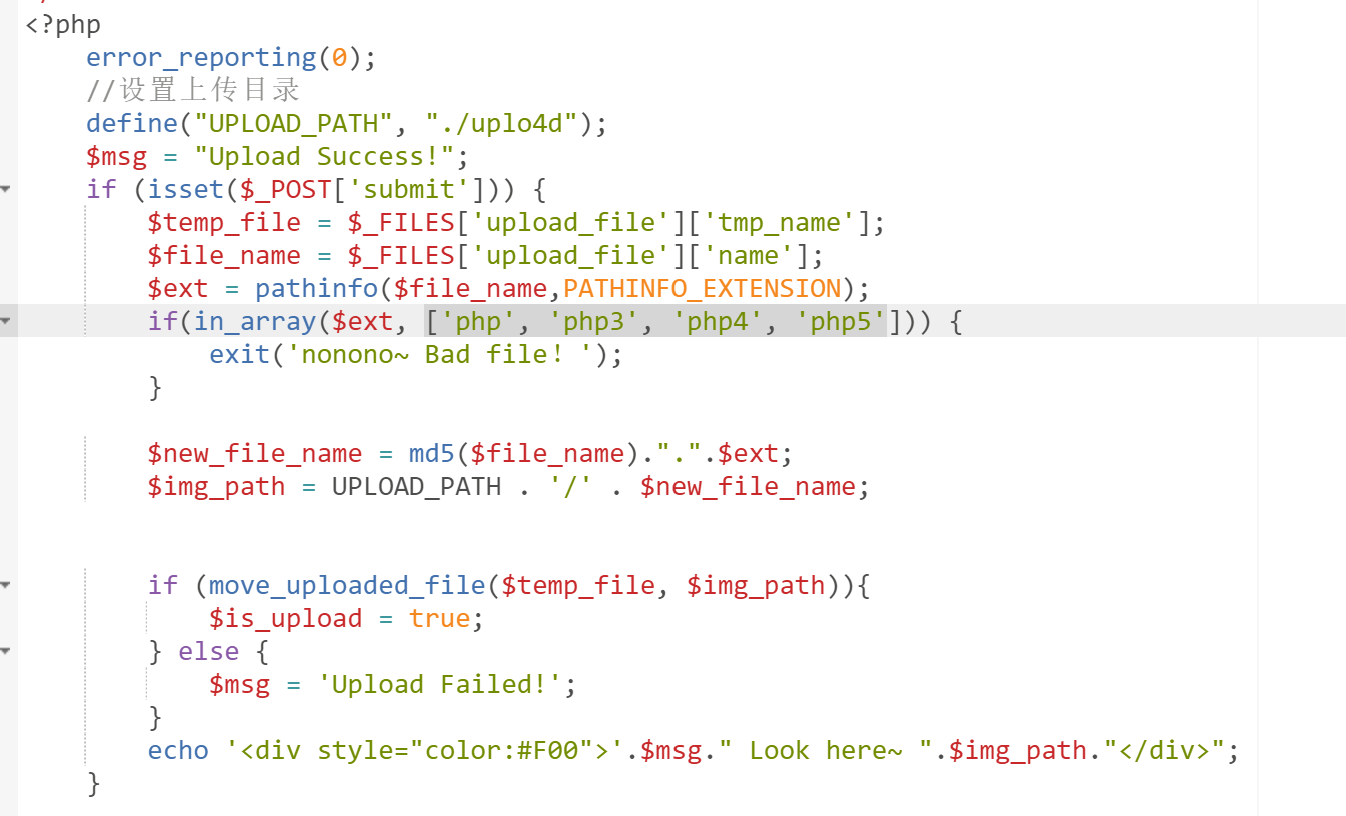 <?php
error_reporting(0);
//设置上传目录
define("UPLOAD_PATH", "./uplo4d");
$msg = "Upload Success!";
if (isset($_POST['submit'])) {
$temp_file = $_FILES['upload_file']['tmp_name'];
$file_name = $_FILES['upload_file']['name'];
$ext = pathinfo($file_name,PATHINFO_EXTENSION);
if(in_array($ext, ['php', 'php3', 'php4', 'php5'])) {
exit('nonono~ Bad file! ');
}
$new_file_name = md5($file_name).".".$ext;
$img_path = UPLOAD_PATH . '/' . $new_file_name;
if (move_uploaded_file($temp_file, $img_path)){
$is_upload = true;
} else {
$msg = 'Upload Failed!';
}
echo '<div style="color:#F00">'.$msg." Look here~ ".$img_path."</div>";
}